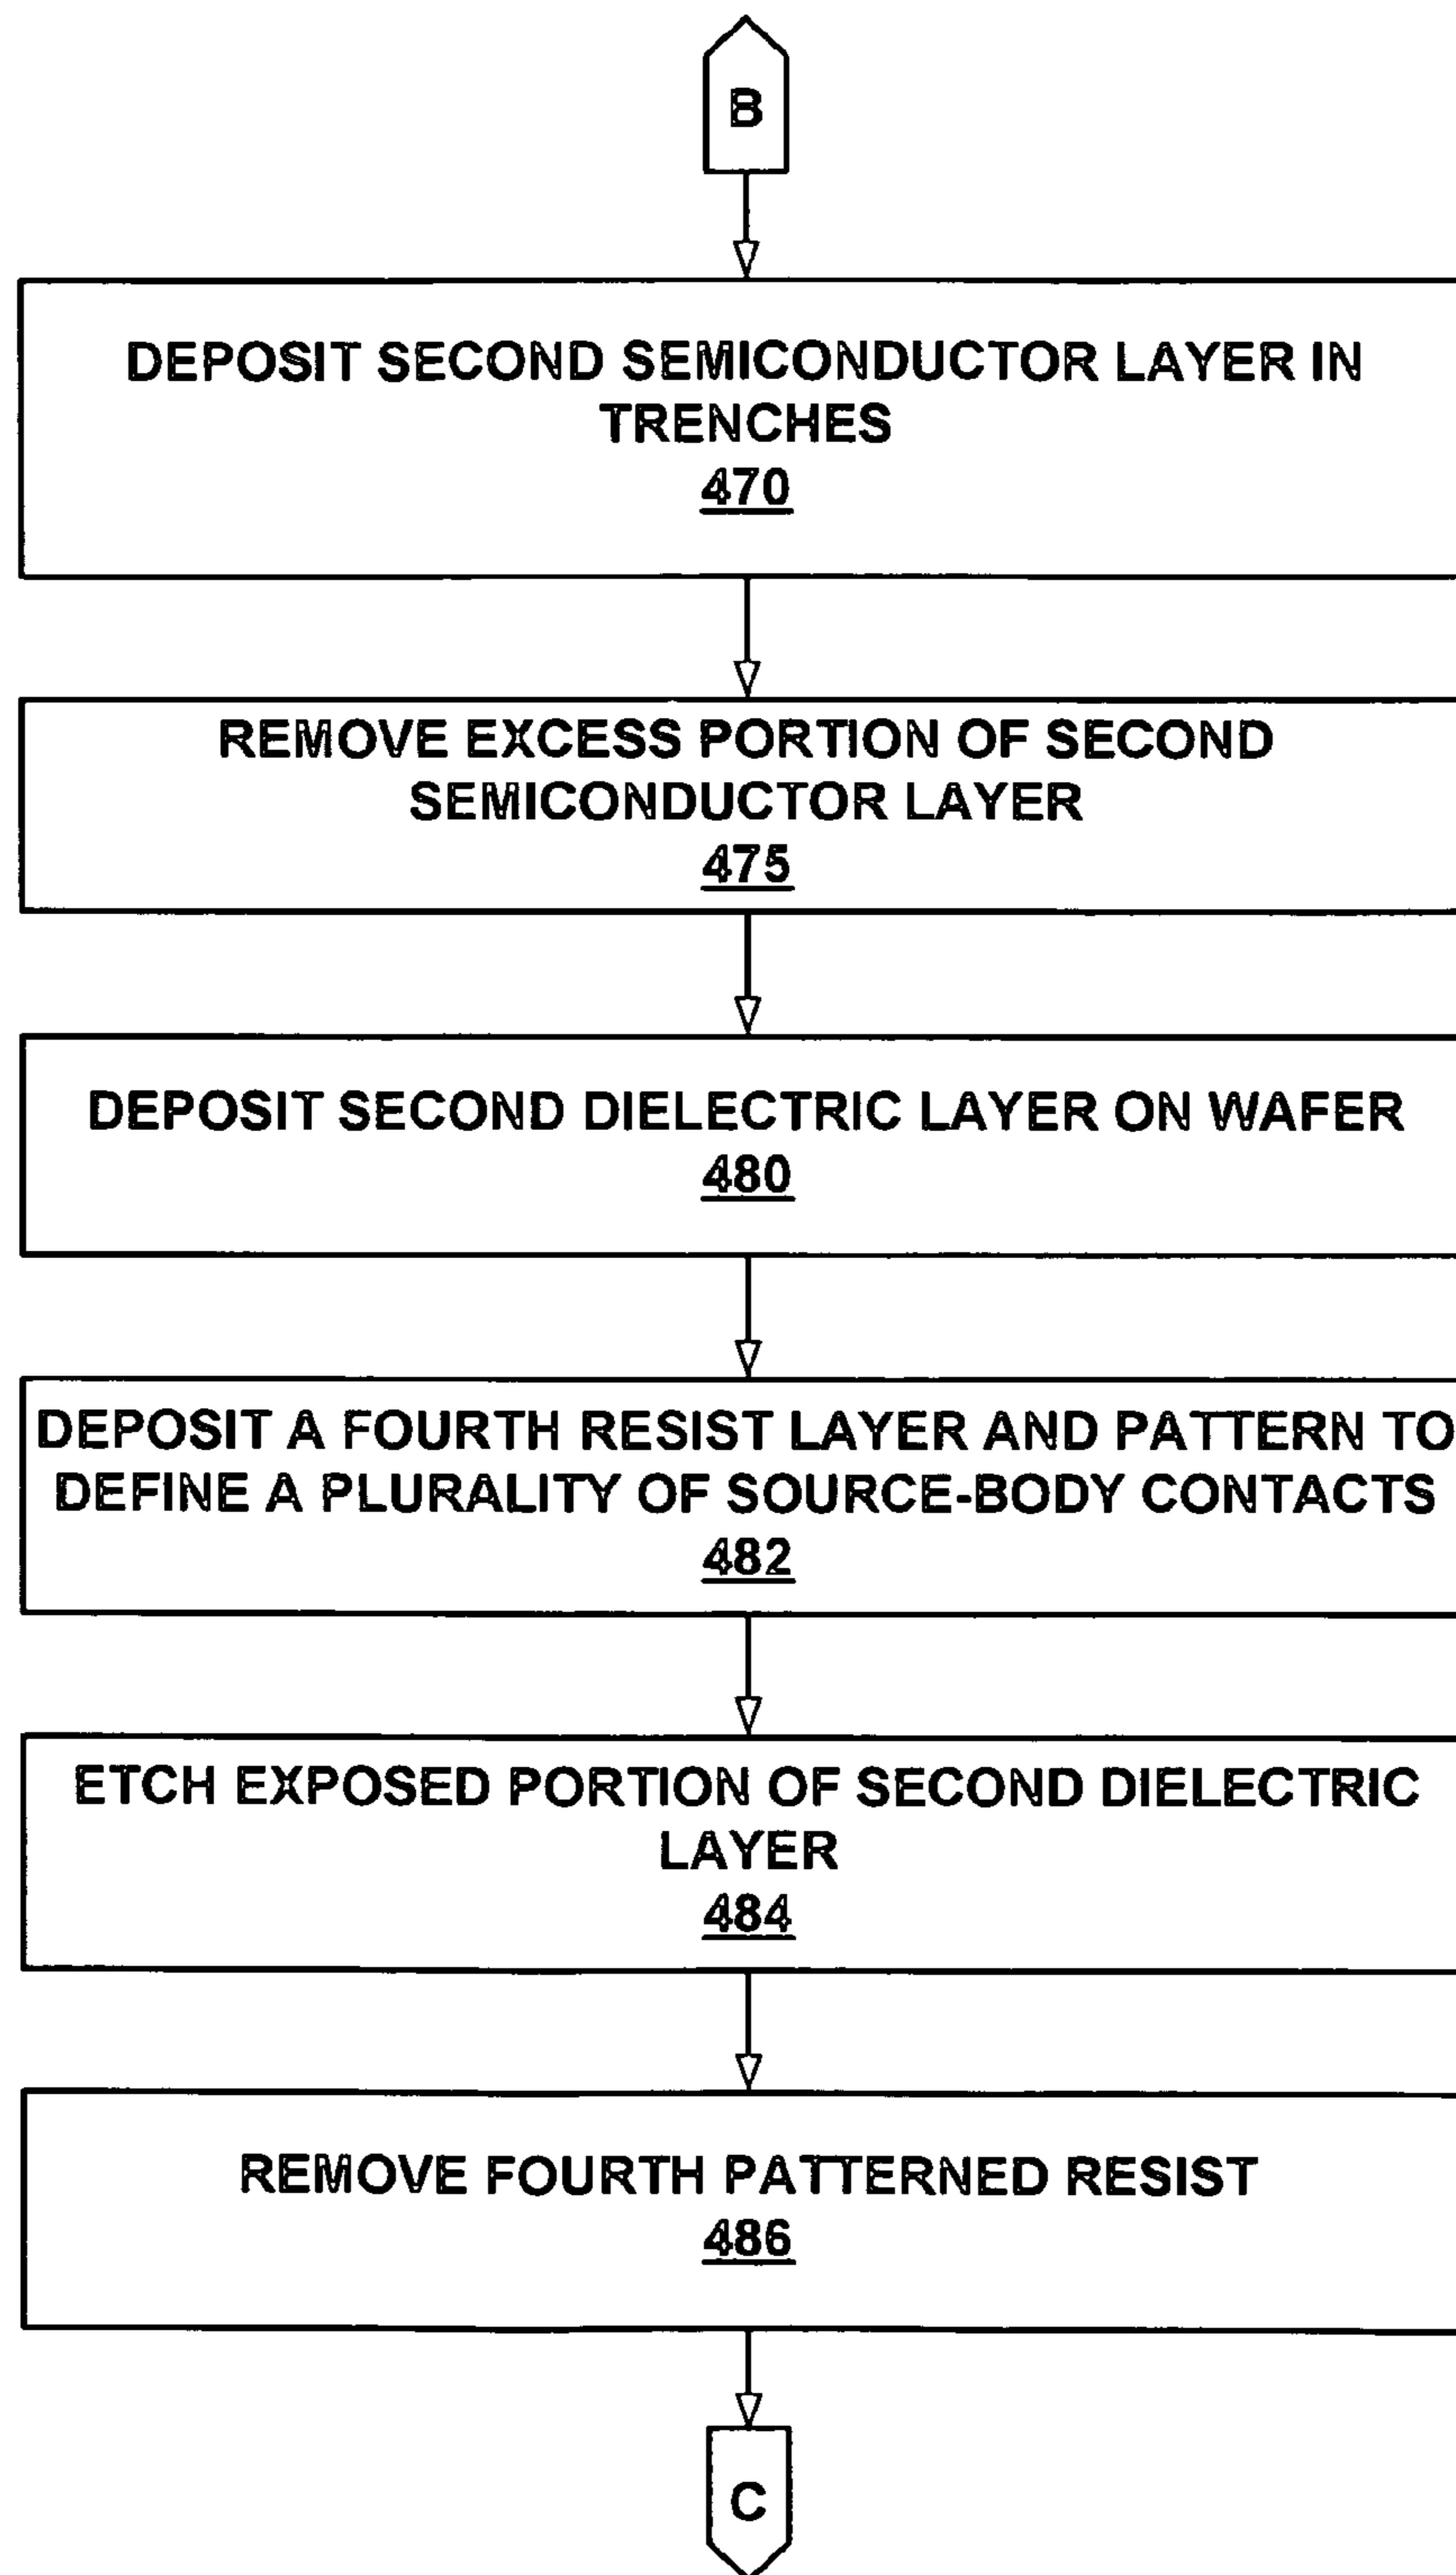 B
DEPOSIT SECOND SEMICONDUCTOR LAYER IN
TRENCHES
470
REMOVE EXCESS PORTION OF SECOND
SEMICONDUCTOR LAYER
475
DEPOSIT SECOND DIELECTRIC LAYER ON WAFER
480
DEPOSIT A FOURTH RESIST LAYER AND PATTERN TO
DEFINE A PLURALITY OF SOURCE-BODY CONTACTS
482
ETCH EXPOSED PORTION OF SECOND DIELECTRIC
LAYER
484
REMOVE FOURTH PATTERNED RESIST
486
C